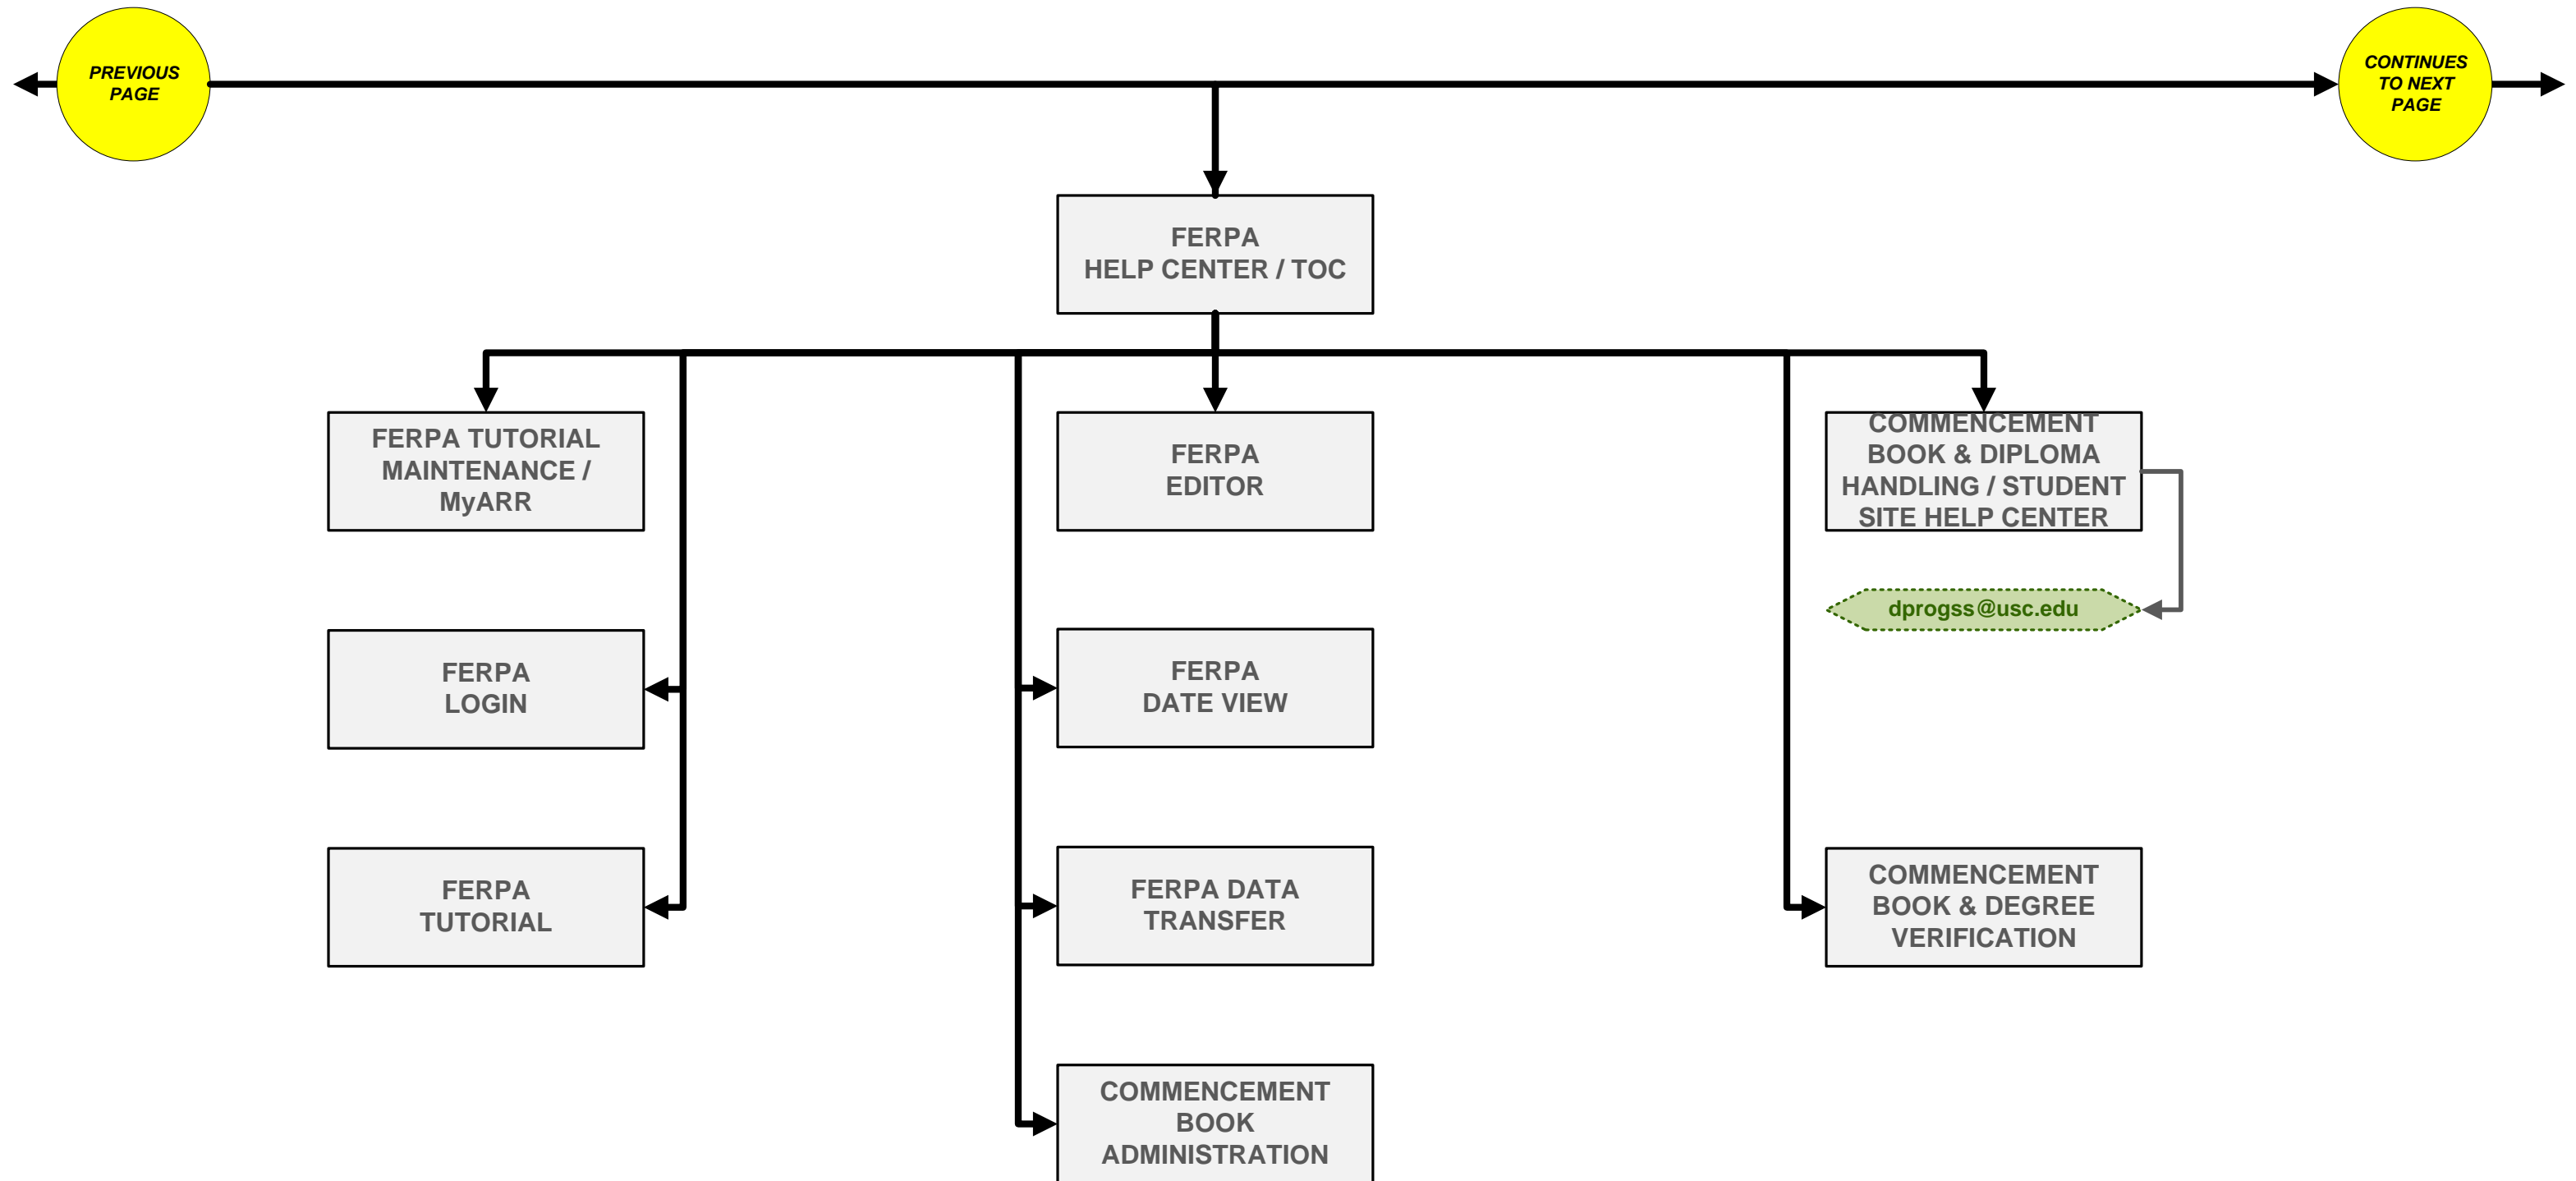 PREVIOUS
PAGE
CONTINUES
TO NEXT
PAGE
FERPA
HELP CENTER / TOC
FERPA TUTORIAL
MAINTENANCE /
MyARR
FERPA
EDITOR
COMMENCEMENT
BOOK & DIPLOMA
HANDLING / STUDENT
SITE HELP CENTER
dprogss@usc.edu
FERPA
LOGIN
FERPA
DATE VIEW
FERPA
TUTORIAL
FERPA DATA
TRANSFER
COMMENCEMENT
BOOK & DEGREE
VERIFICATION
COMMENCEMENT
BOOK
ADMINISTRATION